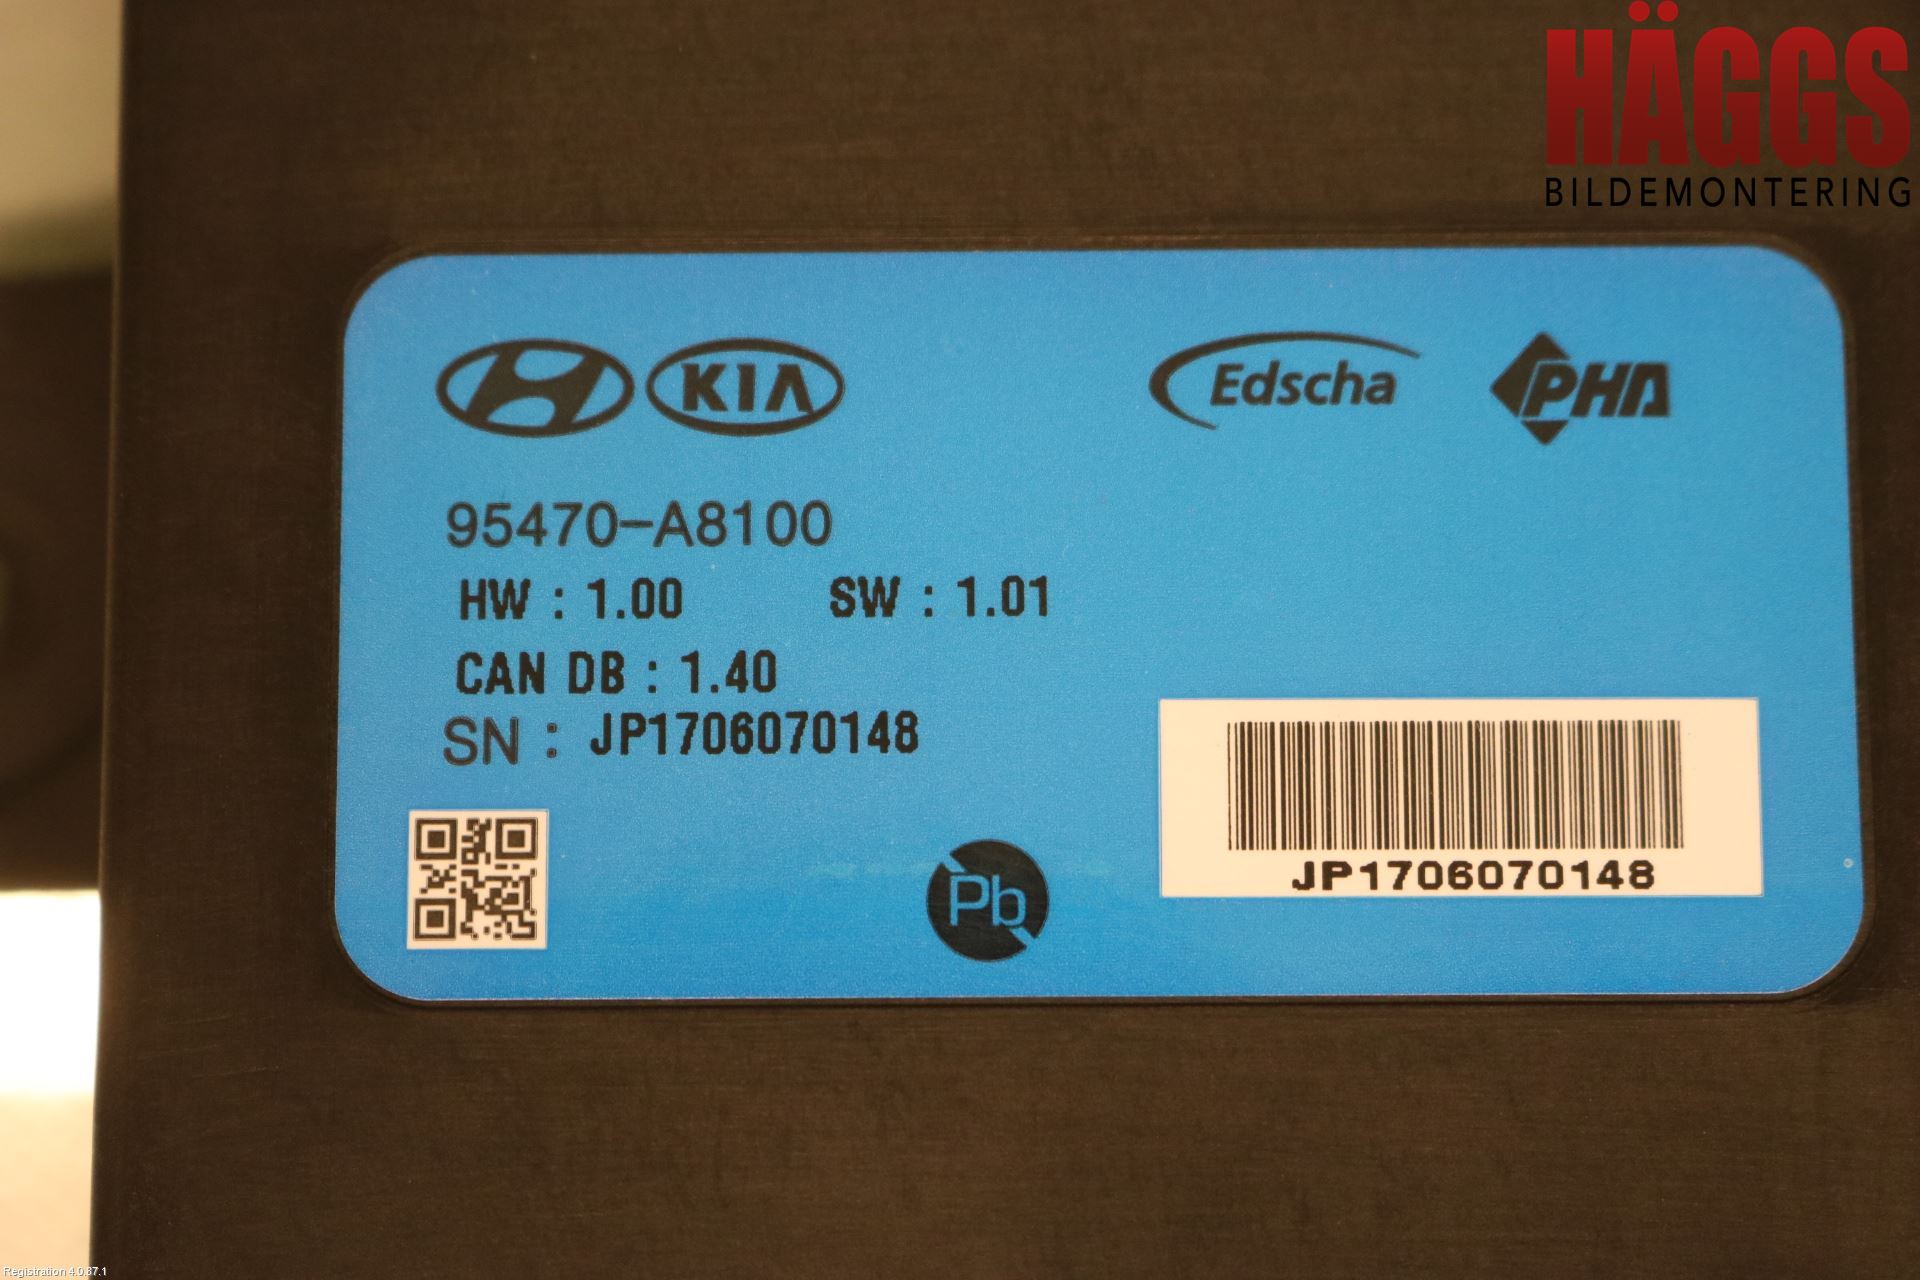 HÄGGS
BILDEMONTERING
KIA Edscha PHA
95470-A8100
HW : 1.00 SW : 1.01
CAN DB : 1.40
SN : JP1706070148
Pb
JP1706070148
Registration 4.0.87.1